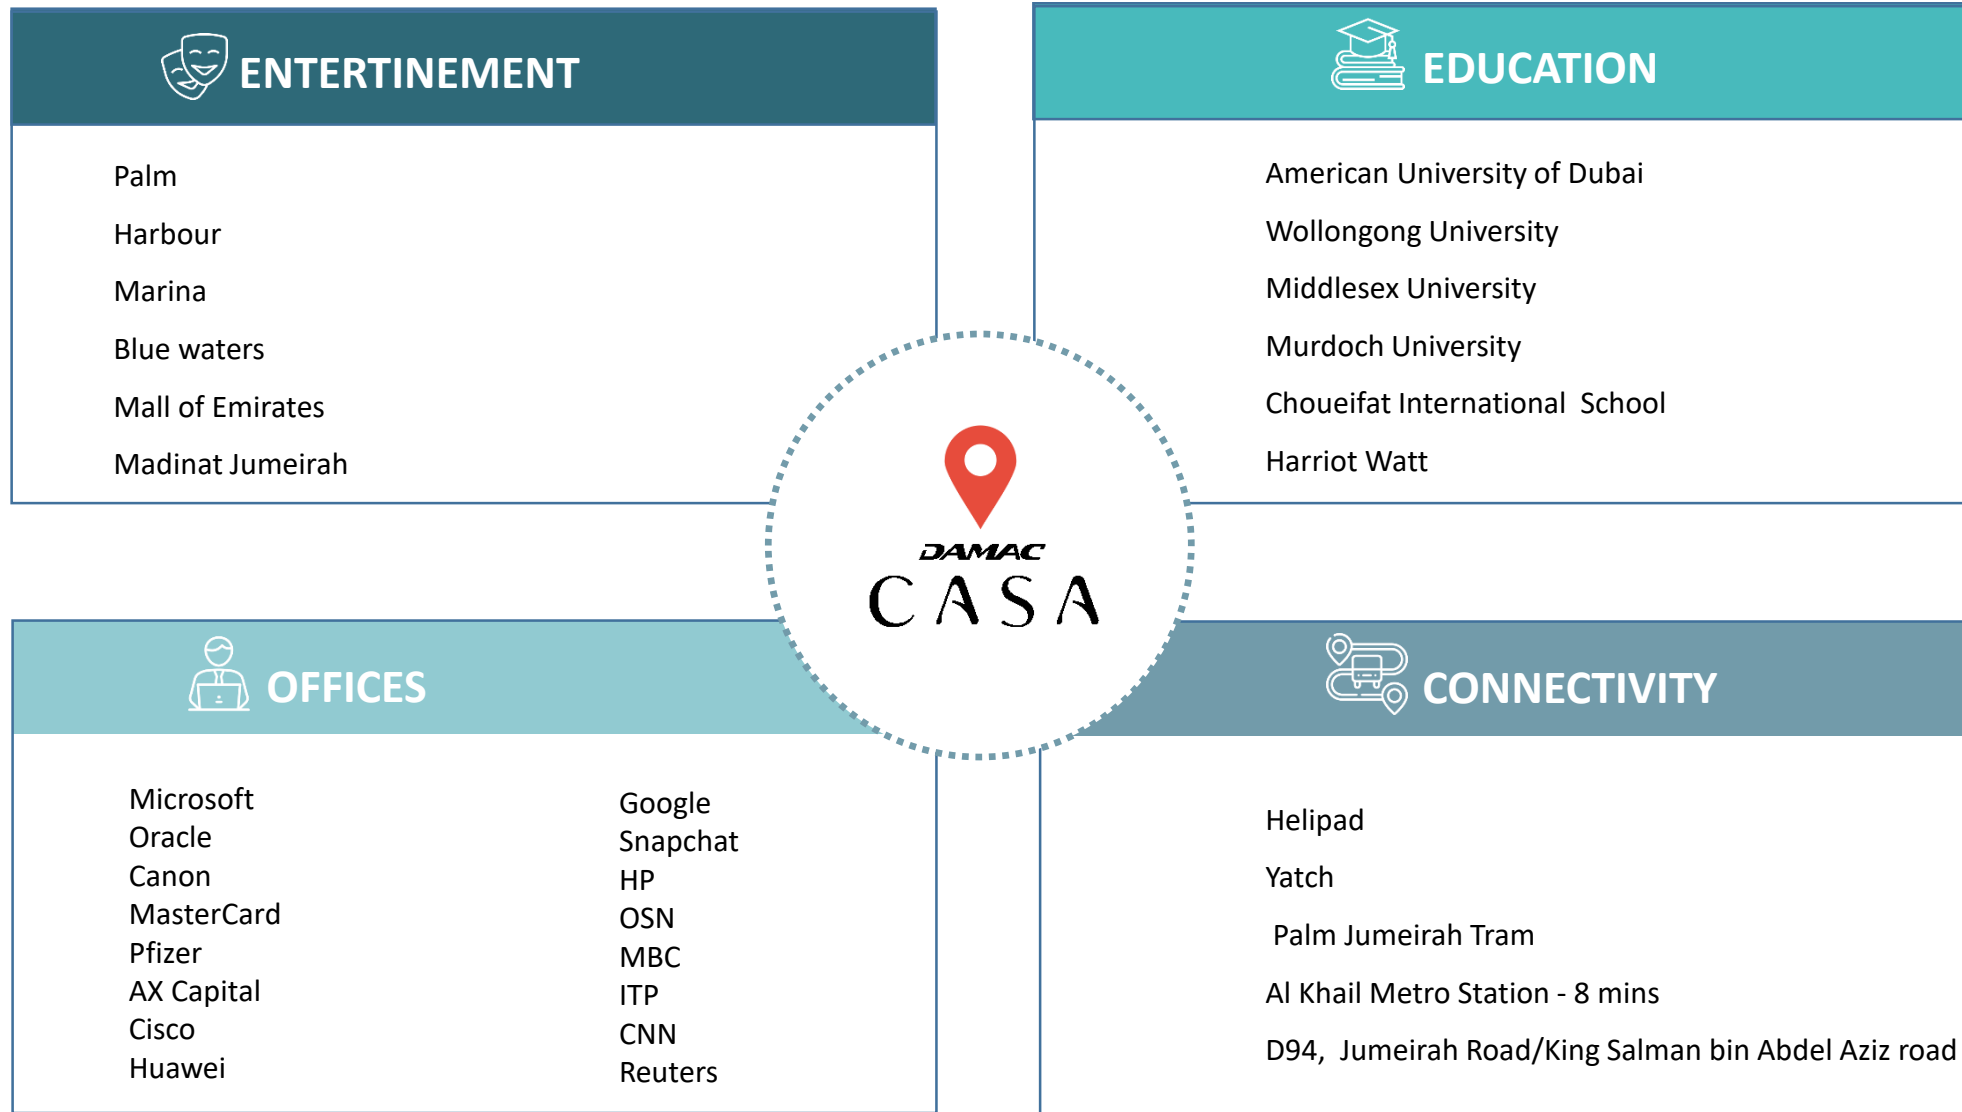 ENTERTINEMENT
Palm
Harbour
Marina
Blue waters
Mall of Emirates
Madinat Jumeirah
EDUCATION
American University of Dubai
Wollongong University
Middlesex University
Murdoch University
Choueifat International  School
Harriot Watt
DAMAC
CASA
OFFICES
Microsoft
Oracle
Canon
MasterCard
Pfizer
AX Capital
Cisco
Huawei
Google
Snapchat
HP
OSN
MBC
ITP
CNN
Reuters
CONNECTIVITY
Helipad
Yatch
Palm Jumeirah Tram
Al Khail Metro Station - 8 mins
D94,  Jumeirah Road/King Salman bin Abdel Aziz road